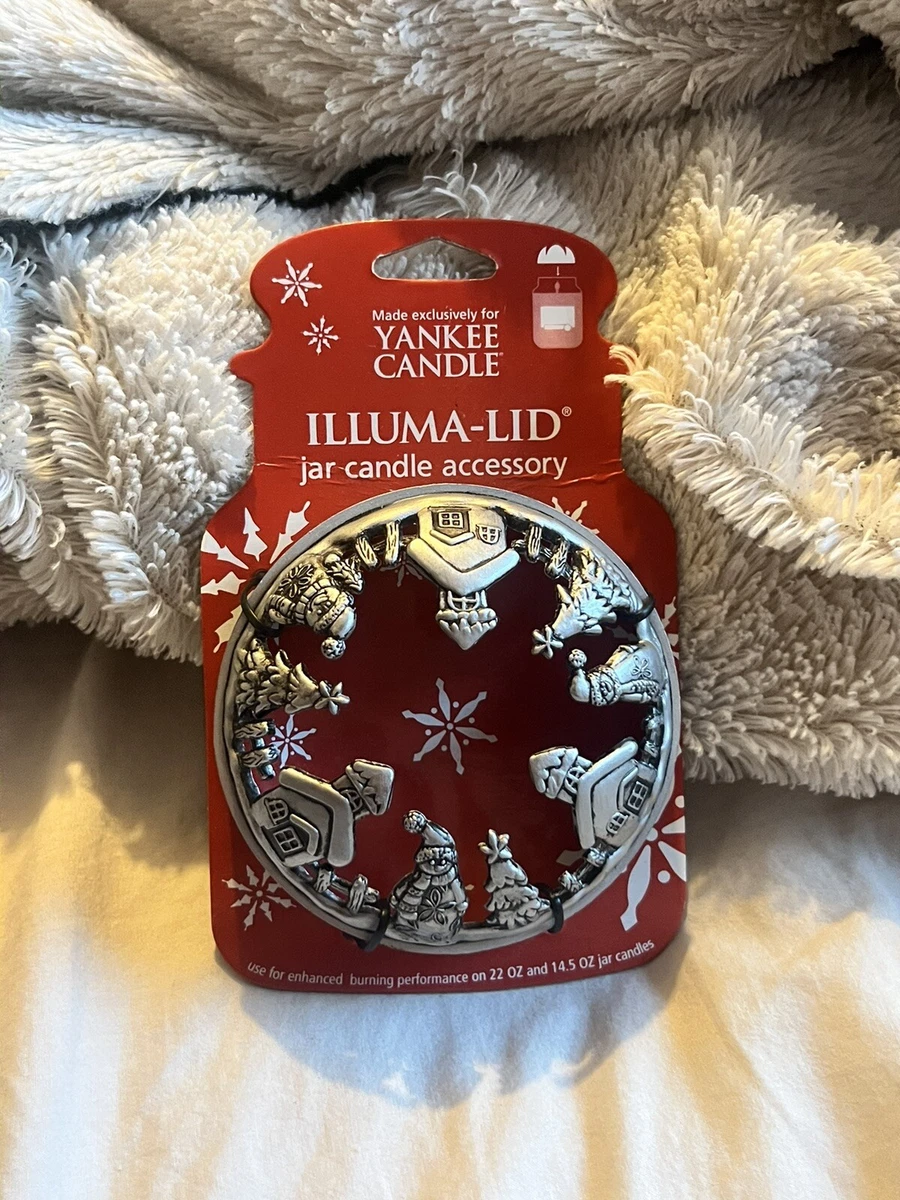 Made exclusively for
YANKEE
CANDLE®
ILLUMA-LID®
jar candle accessory
use for enhanced burning performance on 22 OZ and 14.5 OZ jar candles